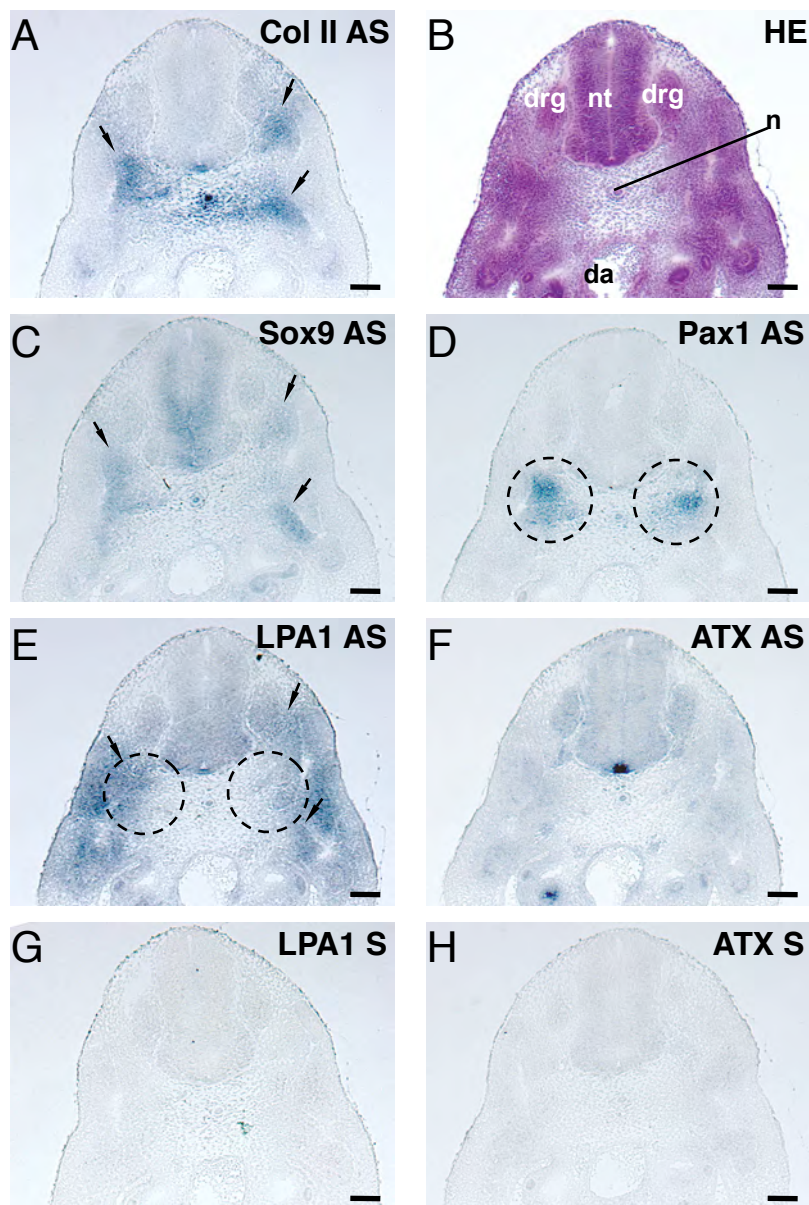 A Col II AS
B HE
drg nt drg
n
da
C Sox9 AS
D Pax1 AS
E LPA1 AS
F ATX AS
G LPA1 S
H ATX S